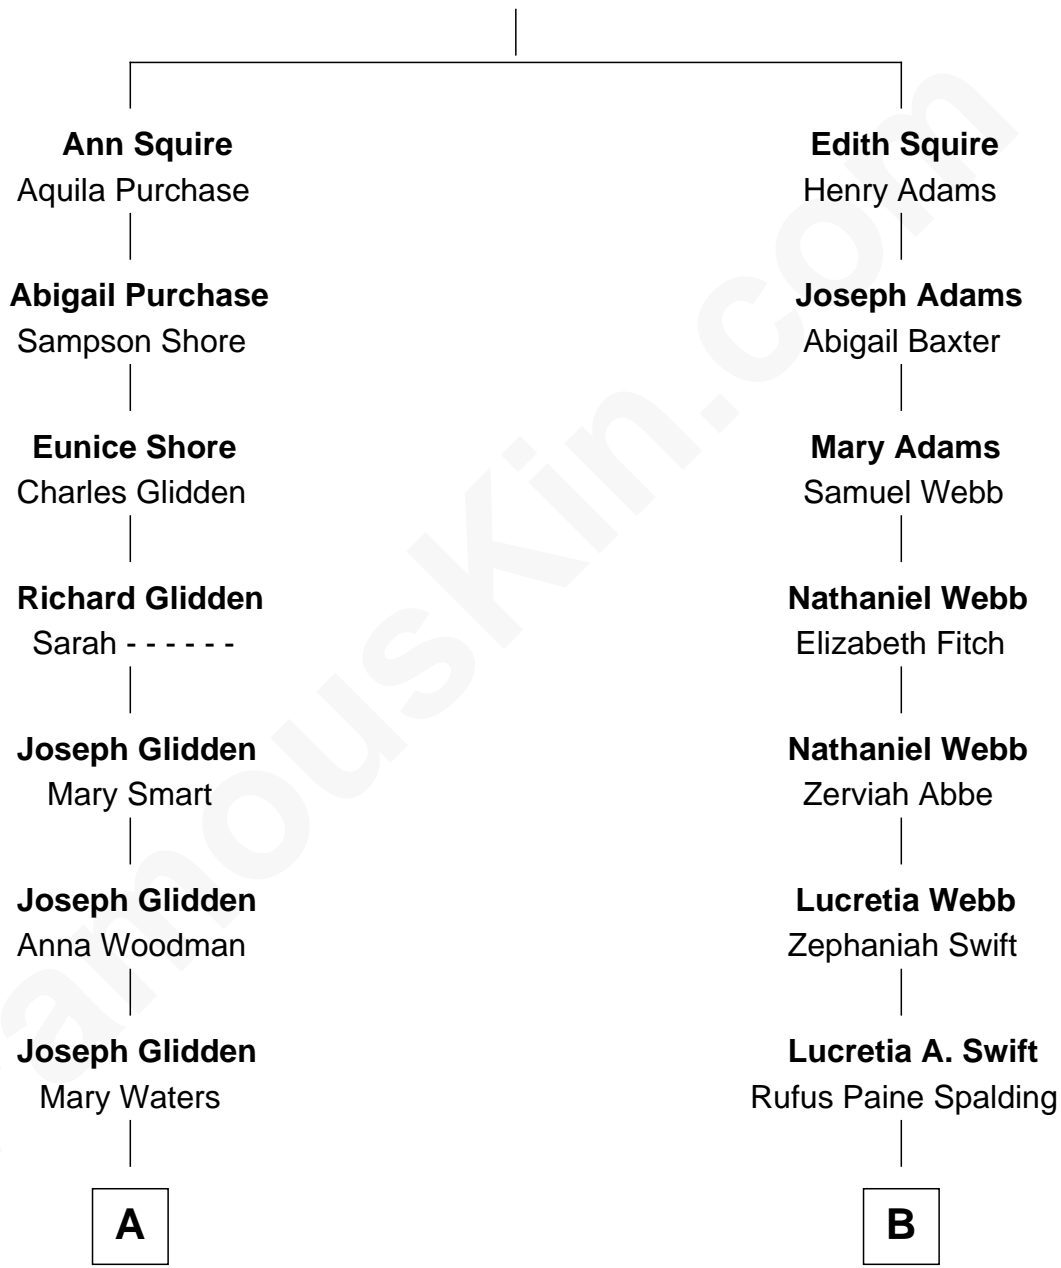 Ann Squire
Aquila Purchase
Abigail Purchase
Sampson Shore
Eunice Shore
Charles Glidden
Richard Glidden
Sarah - - - - - -
Joseph Glidden
Mary Smart
Joseph Glidden
Anna Woodman
Joseph Glidden
Mary Waters
A
Edith Squire
Henry Adams
Joseph Adams
Abigail Baxter
Mary Adams
Samuel Webb
Nathaniel Webb
Elizabeth Fitch
Nathaniel Webb
Zerviah Abbe
Lucretia Webb
Zephaniah Swift
Lucretia A. Swift
Rufus Paine Spalding
B
amouskin.com